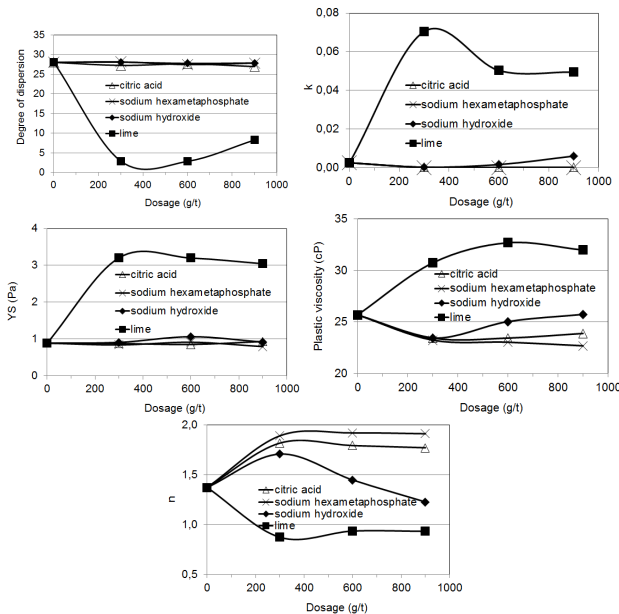 35
30
25
20
15
10
5
0
Degree of dispersion
citric acid
sodium hexametaphosphate
sodium hydroxide
lime
0 200 400 600 800 1000
Dosage (g/t)
0,08
0,06
0,04
0,02
0,00
k
citric acid
sodium hexametaphosphate
sodium hydroxide
lime
0 200 400 600 800 1000
Dosage (g/t)
4
3
2
1
0
YS (Pa)
citric acid
sodium hexametaphosphate
sodium hydroxide
lime
0 200 400 600 800 1000
Dosage (g/t)
35
30
25
20
Plastic viscosity (cP)
citric acid
sodium hexametaphosphate
sodium hydroxide
lime
0 200 400 600 800 1000
Dosage (g/t)
2,0
1,5
1,0
0,5
n
citric acid
sodium hexametaphosphate
sodium hydroxide
lime
0 200 400 600 800 1000
Dosage (g/t)